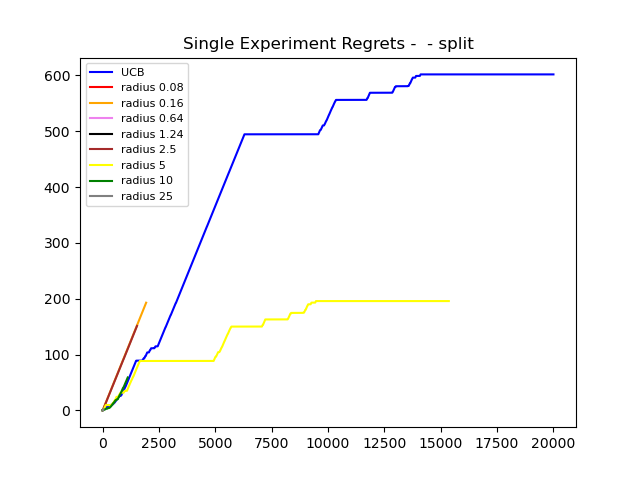 Single Experiment Regrets -  - split
600
500
400
300
200
100
0
UCB
radius 0.08
radius 0.16
radius 0.64
radius 1.24
radius 2.5
radius 5
radius 10
radius 25
0 2500 5000 7500 10000 12500 15000 17500 20000